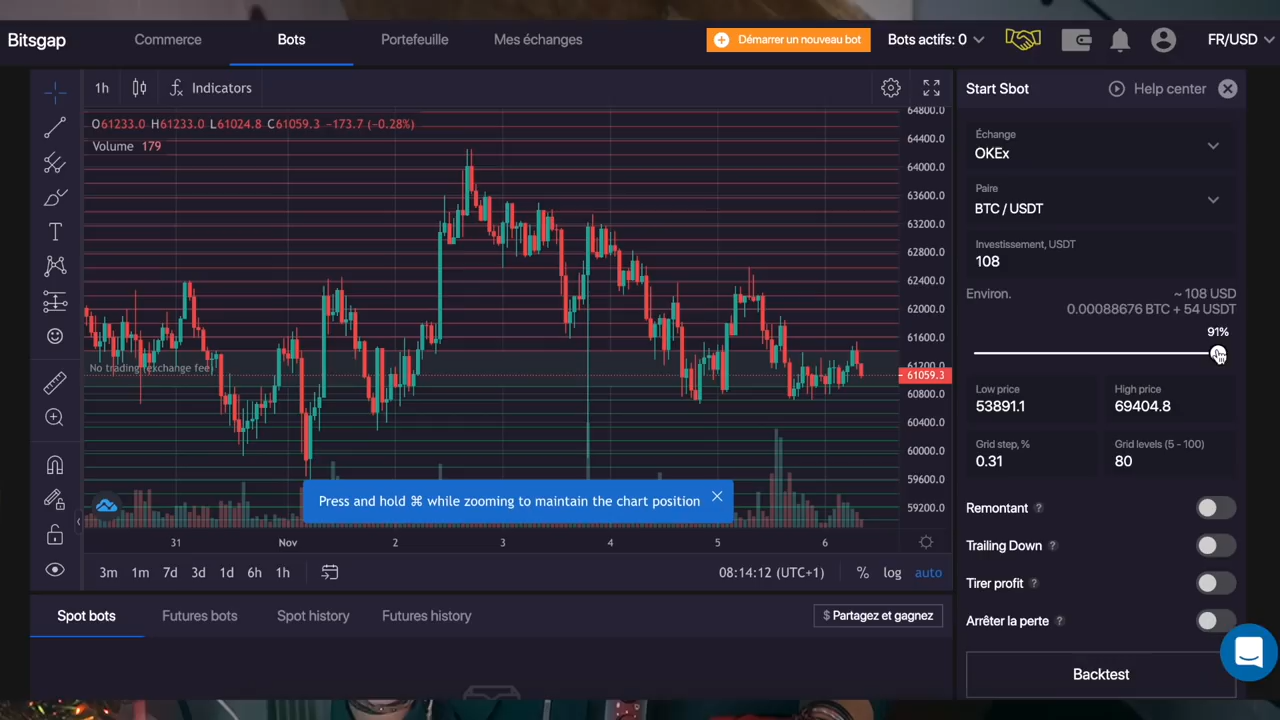 Bitsgap
Commerce
Bots
Portefeuille
Mes échanges
Démarrer un nouveau bot
Bots actifs: 0
FR/USD
1h
Indicators
Start Sbot
Help center
O61233.0 H61233.0 L61024.8 C61059.3 −173.7 (−0.28%)
Volume 179
No trading (exchange fee)
64800.0
64400.0
64000.0
63600.0
63200.0
62800.0
62400.0
62000.0
61600.0
61200.0
61059.3
60800.0
60400.0
60000.0
59600.0
59200.0
Échange
OKEx
Paire
BTC / USDT
Investissement, USDT
108
Environ.
~ 108 USD
0.00088676 BTC + 54 USDT
91%
Low price
53891.1
High price
69404.8
Grid step, %
0.31
Grid levels (5 - 100)
80
Remontant ?
Trailing Down ?
Tirer profit ?
Arrêter la perte ?
Backtest
Press and hold ⌘ while zooming to maintain the chart position
31
Nov
2
3
4
5
6
3m 1m 7d 3d 1d 6h 1h
08:14:12 (UTC+1)
% log auto
Spot bots
Futures bots
Spot history
Futures history
$ Partagez et gagnez